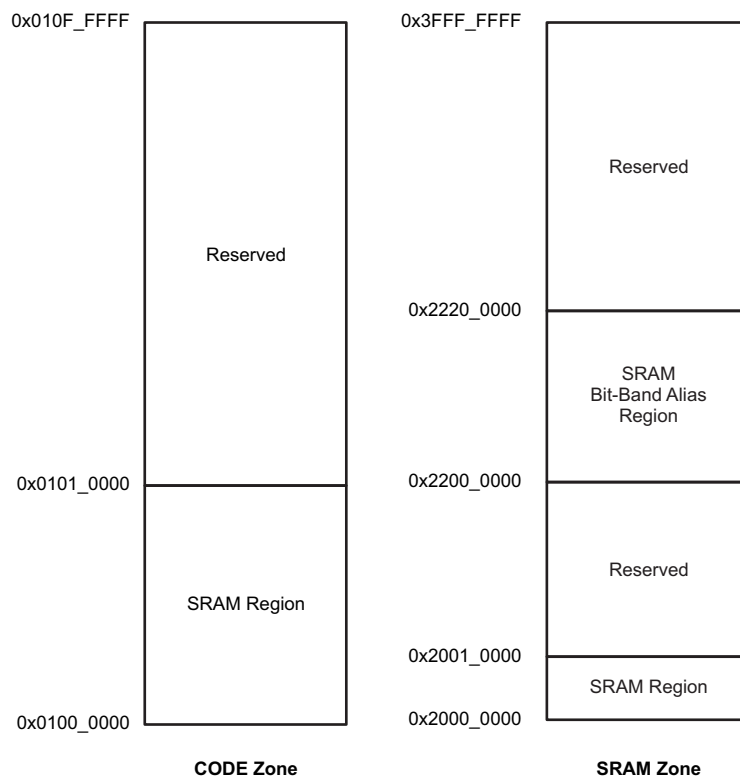 0x010F_FFFF
Reserved
0x0101_0000
SRAM Region
0x0100_0000
CODE Zone
0x3FFF_FFFF
Reserved
0x2220_0000
SRAM
Bit-Band Alias
Region
0x2200_0000
Reserved
0x2001_0000
SRAM Region
0x2000_0000
SRAM Zone